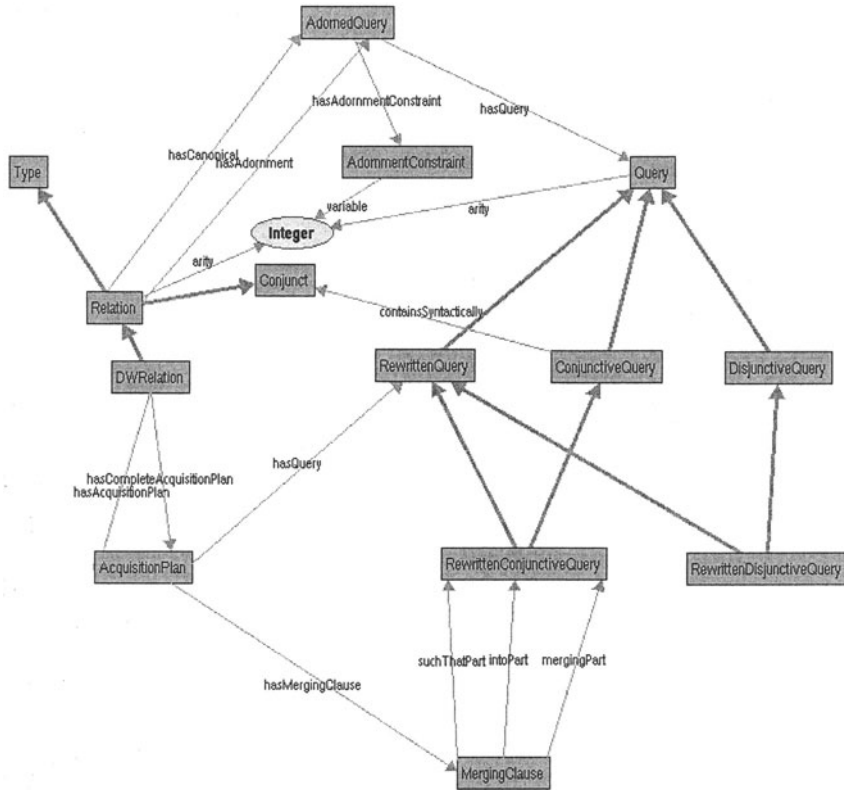 AdornedQuery
hasAdornmentConstraint
hasQuery
hasCanonical
hasAdornment
Type
AdornmentConstraint
Query
variable
arity
Integer
arity
Conjunct
Relation
containsSyntactically
DWRelation
RewrittenQuery
ConjunctiveQuery
DisjunctiveQuery
hasQuery
hasCompleteAcquisitionPlan
hasAcquisitionPlan
AcquisitionPlan
RewrittenConjunctiveQuery
RewrittenDisjunctiveQuery
suchThatPart
intoPart
mergingPart
hasMergingClause
MergingClause